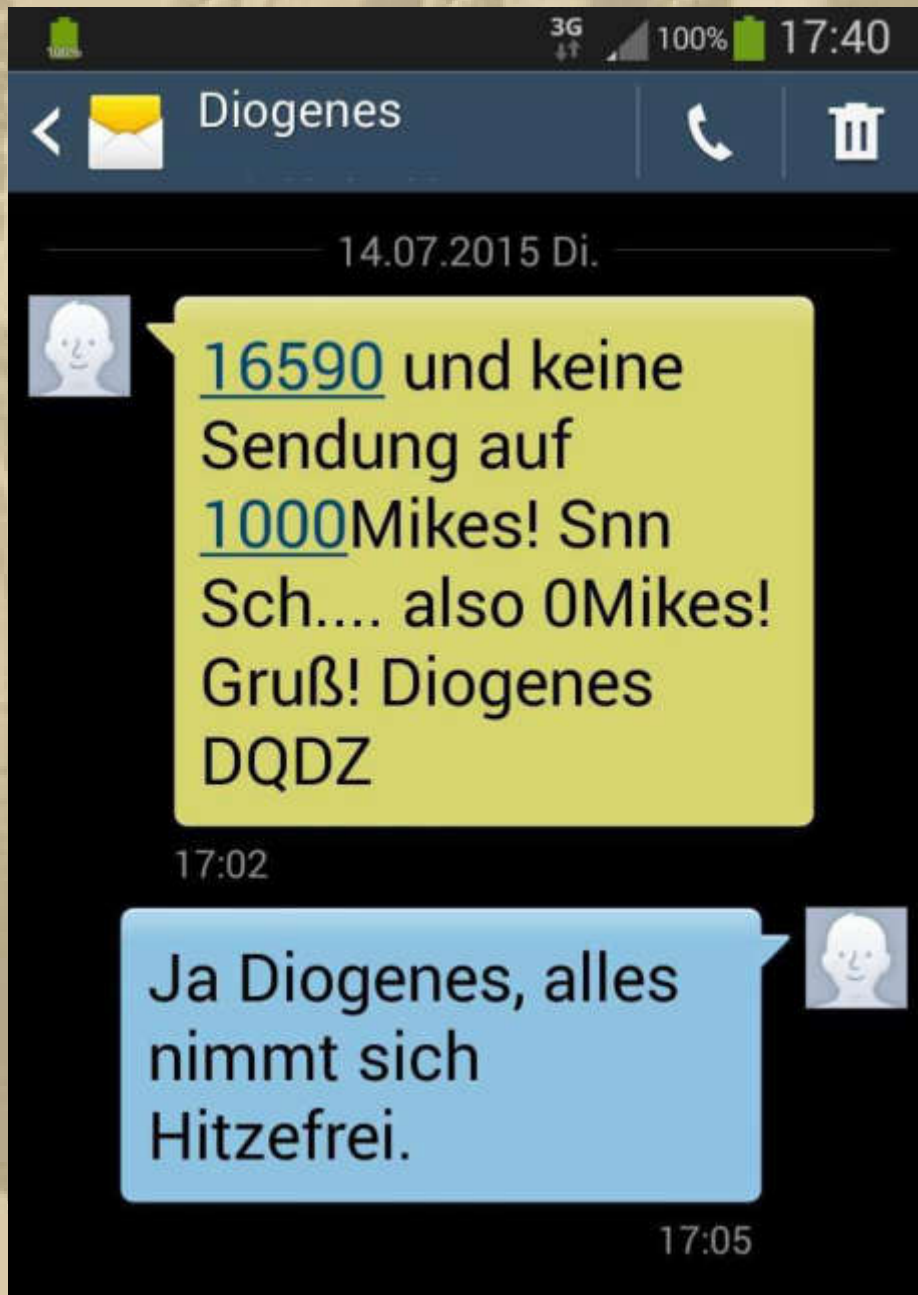 100%
3G
100%
17:40
Diogenes
14.07.2015 Di.
16590 und keine
Sendung auf
1000Mikes! Snn
Sch.... also 0Mikes!
Gruß! Diogenes
DQDZ
17:02
Ja Diogenes, alles
nimmt sich
Hitzefrei.
17:05